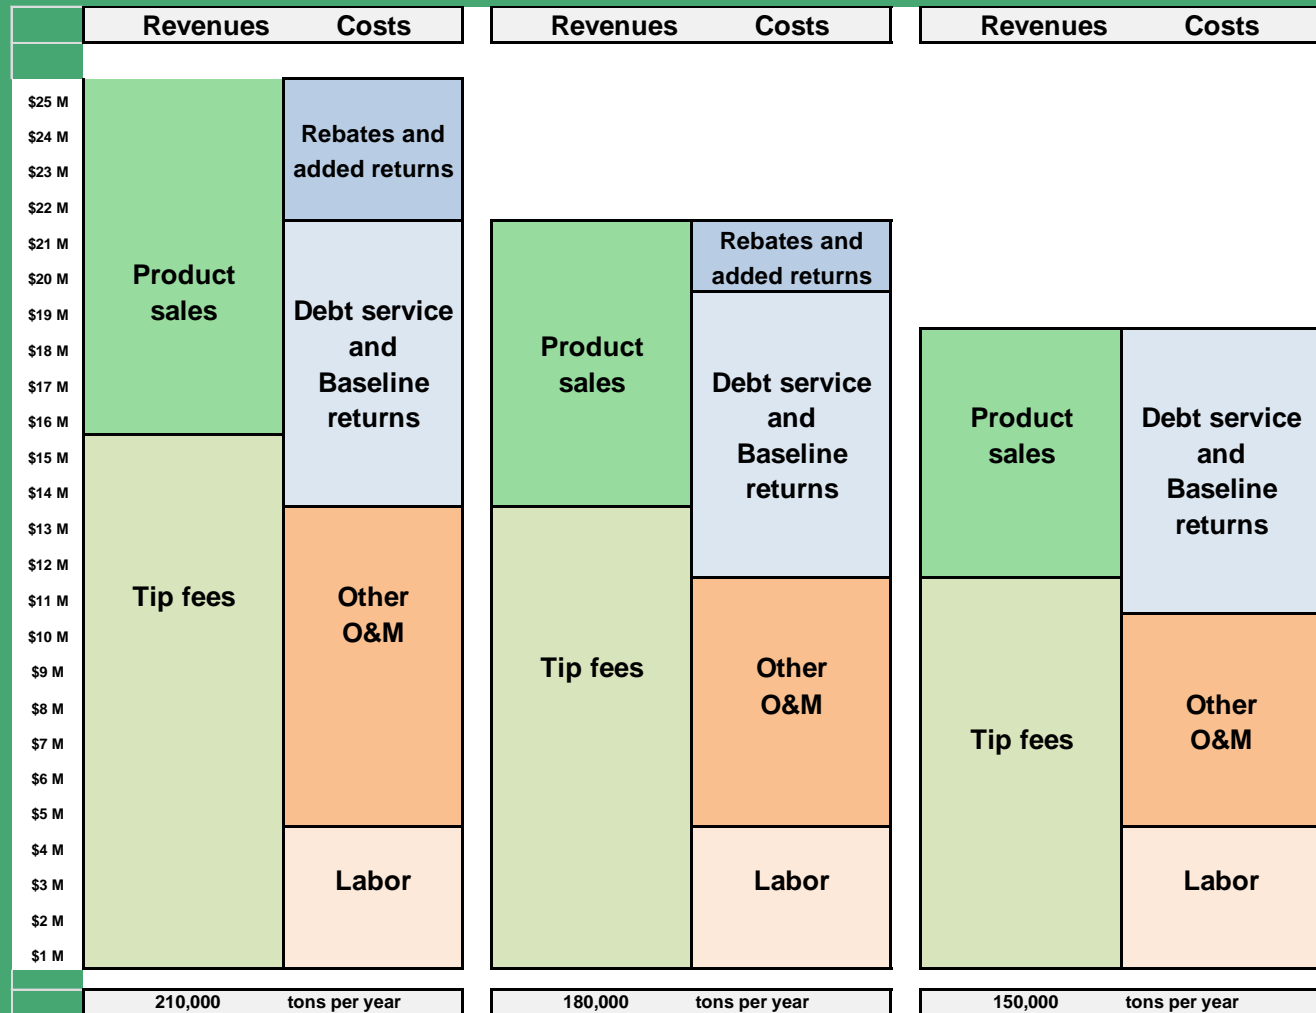 Revenues Costs
Revenues Costs
Revenues Costs
$25 M
$24 M
$23 M
$22 M
$21 M
$20 M
$19 M
$18 M
$17 M
$16 M
$15 M
$14 M
$13 M
$12 M
$11 M
$10 M
$9 M
$8 M
$7 M
$6 M
$5 M
$4 M
$3 M
$2 M
$1 M
Product
sales
Tip fees
Rebates and
added returns
Debt service
and
Baseline
returns
Other
O&M
Labor
210,000 tons per year
Product
sales
Tip fees
Rebates and
added returns
Debt service
and
Baseline
returns
Other
O&M
Labor
180,000 tons per year
Product
sales
Tip fees
Debt service
and
Baseline
returns
Other
O&M
Labor
150,000 tons per year